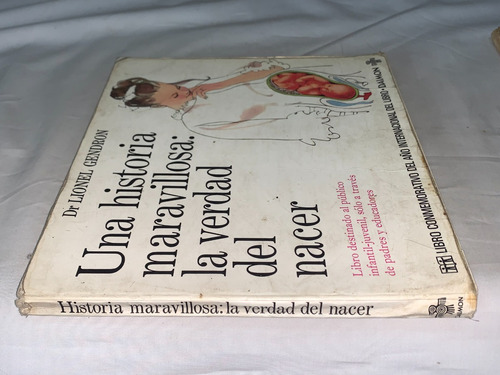 Dr LIONEL GENDRON
Una historia
maravillosa:
la verdad
del
nacer
Libro destinado al público
infantil-juvenil, sólo a través
de padres y educadores
LIBRO CONMEMORATIVO DEL AÑO INTERNACIONAL DEL LIBRO-DAIMON
Historia maravillosa: la verdad del nacer
DAIMON